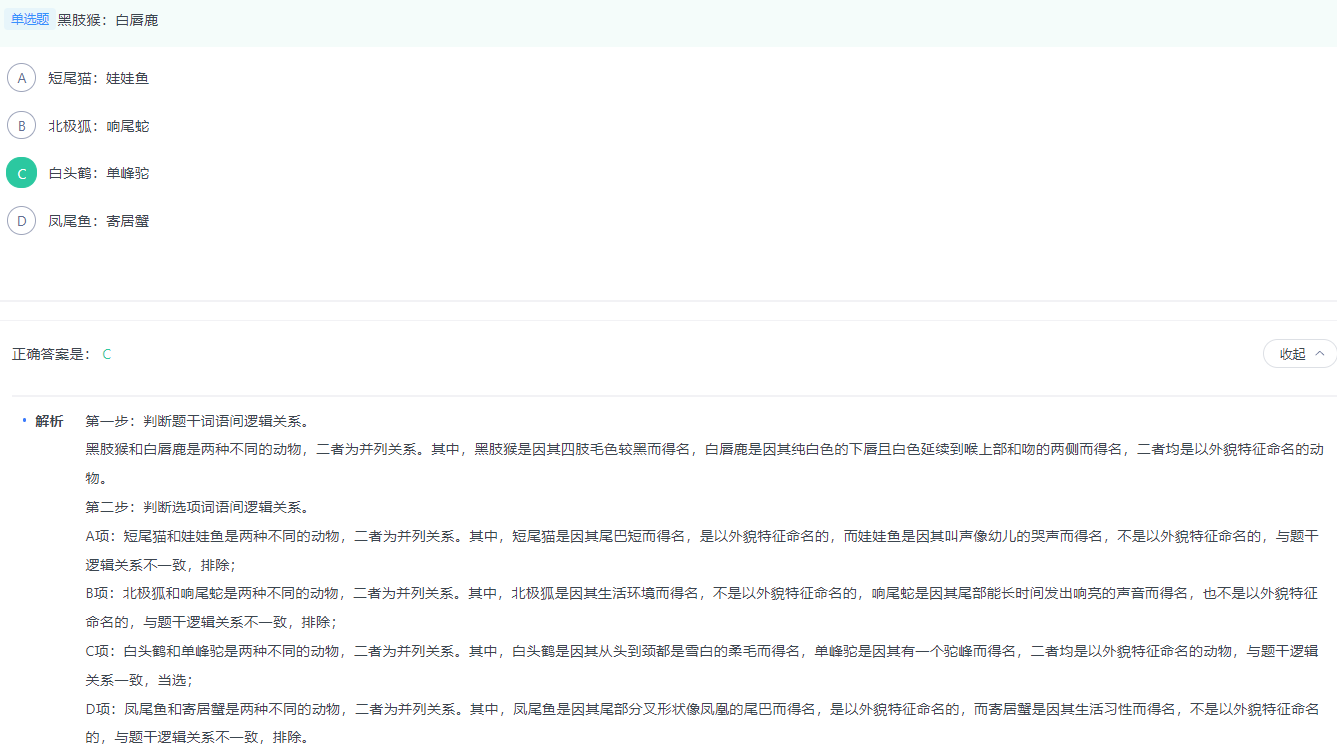 单选题 黑肢猴：白唇鹿
A 短尾猫：娃娃鱼
B 北极狐：响尾蛇
C 白头鹤：单峰驼
D 凤尾鱼：寄居蟹
正确答案是： C
收起
解析 第一步：判断题干词语间逻辑关系。
黑肢猴和白唇鹿是两种不同的动物，二者为并列关系。其中，黑肢猴是因其四肢毛色较黑而得名，白唇鹿是因其纯白色的下唇且白色延续到喉上部和吻的两侧而得名，二者均是以外貌特征命名的动
物。
第二步：判断选项词语间逻辑关系。
A项：短尾猫和娃娃鱼是两种不同的动物，二者为并列关系。其中，短尾猫是因其尾巴短而得名，是以外貌特征命名的，而娃娃鱼是因其叫声像幼儿的哭声而得名，不是以外貌特征命名的，与题干
逻辑关系不一致，排除；
B项：北极狐和响尾蛇是两种不同的动物，二者为并列关系。其中，北极狐是因其生活环境而得名，不是以外貌特征命名的，响尾蛇是因其尾部能长时间发出响亮的声音而得名，也不是以外貌特征
命名的，与题干逻辑关系不一致，排除；
C项：白头鹤和单峰驼是两种不同的动物，二者为并列关系。其中，白头鹤是因其从头到颈都是雪白的柔毛而得名，单峰驼是因其有一个驼峰而得名，二者均是以外貌特征命名的动物，与题干逻辑
关系一致，当选；
D项：凤尾鱼和寄居蟹是两种不同的动物，二者为并列关系。其中，凤尾鱼是因其尾部分叉形状像凤凰的尾巴而得名，是以外貌特征命名的，而寄居蟹是因其生活习性而得名，不是以外貌特征命名
的，与题干逻辑关系不一致，排除。